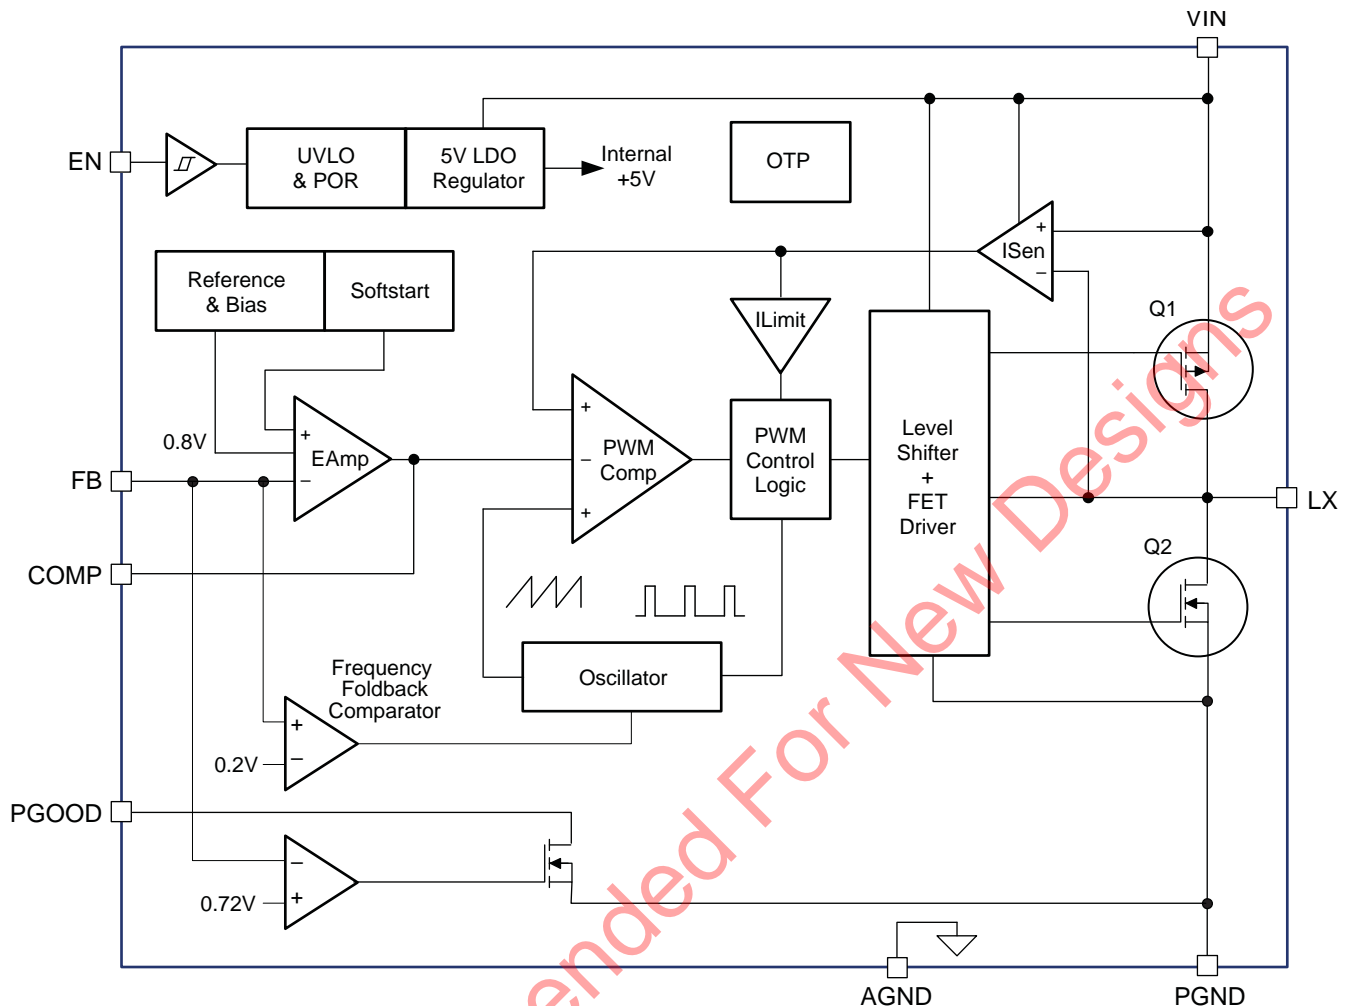 VIN
EN
UVLO
& POR
5V LDO
Regulator
Internal
+5V
OTP
+
ISen
−
Reference
& Bias
Softstart
ILimit
Q1
0.8V
+
EAmp
−
+
−
PWM
Comp
+
PWM
Control
Logic
Level
Shifter
+
FET
Driver
FB
LX
COMP
Q2
Frequency
Foldback
Comparator
Oscillator
+
−
0.2V
PGOOD
−
+
0.72V
AGND
PGND
ended For New Designs